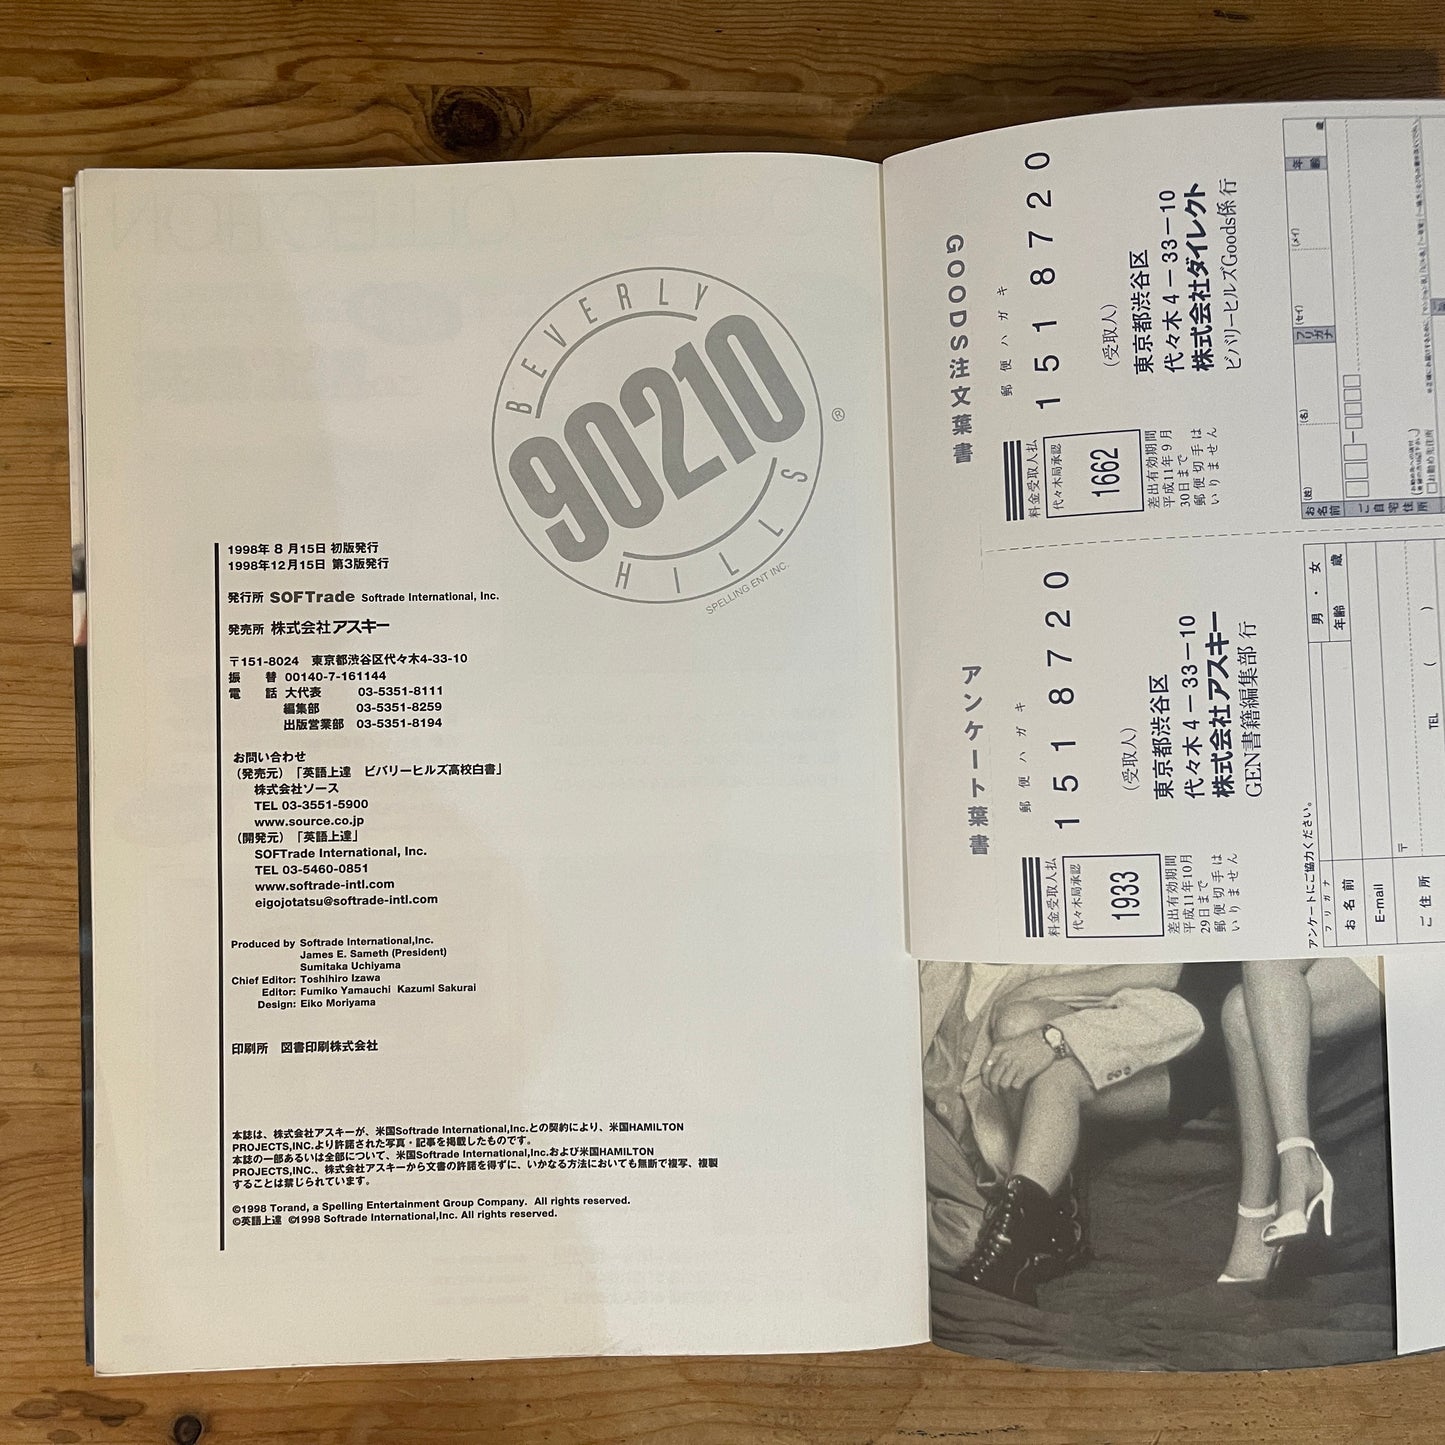 BEVERLY
90210
HILLS
®
SPELLING ENT INC.
1998年 8 月15日 初版発行
1998年12月15日 第3版発行
発行所 SOFTrade Softrade International, Inc.
発売所 株式会社アスキー
〒151-8024 東京都渋谷区代々木4-33-10
振 替 00140-7-161144
電 話 大代表 03-5351-8111
編集部 03-5351-8259
出版営業部 03-5351-8194
お問い合わせ
(発売元)「英語上達 ビバリーヒルズ高校白書」
株式会社ソース
TEL 03-3551-5900
www.source.co.jp
(開発元)「英語上達」
SOFTrade International, Inc.
TEL 03-5460-0851
www.softrade-intl.com
eigojotatsu@softrade-intl.com
Produced by Softrade International,Inc.
James E. Sameth (President)
Sumitaka Uchiyama
Chief Editor: Toshihiro Izawa
Editor: Fumiko Yamauchi Kazumi Sakurai
Design: Eiko Moriyama
印刷所 図書印刷株式会社
本誌は、株式会社アスキーが、米国Softrade International,Inc.との契約により、米国HAMILTON
PROJECTS,INC.より許諾された写真・記事を掲載したものです。
本誌の一部あるいは全部について、米国Softrade International,Inc.および米国HAMILTON
PROJECTS,INC.、株式会社アスキーから文書の許諾を得ずに、いかなる方法においても無断で複写、複製
することは禁じられています。
©1998 Torand, a Spelling Entertainment Group Company. All rights reserved.
©英語上達 ©1998 Softrade International,Inc. All rights reserved.
GOODS注文葉書
郵便ハガキ
1518720
(受取人)
東京都渋谷区
代々木4－33－10
株式会社ダイレクト
ビバリーヒルズGoods係 行
料金受取人払
代々木局承認
1662
差出有効期間
平成11年9月
30日まで
郵便切手は
いりません
お名前
(姓)
(名)
フリガナ
(セイ)
(メイ)
年齢
歳
ご自宅住所
アンケート葉書
郵便ハガキ
1518720
(受取人)
東京都渋谷区
代々木4－33－10
株式会社アスキー
GEN書籍編集部 行
料金受取人払
代々木局承認
1933
差出有効期間
平成11年10月
29日まで
郵便切手は
いりません
アンケートにご協力ください。
フリガナ
お名前
男・女
年齢
歳
E-mail
ご住所
〒
TEL ( )